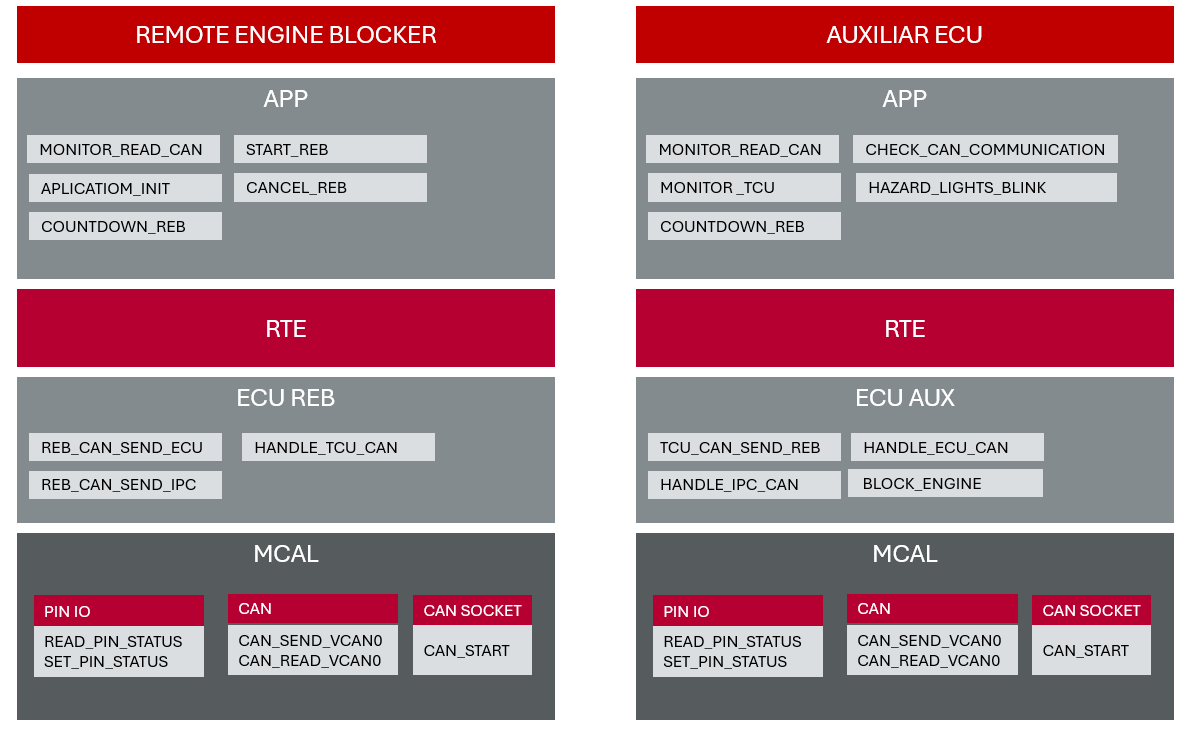 REMOTE ENGINE BLOCKER
APP
MONITOR_READ_CAN
START_REB
APLICATIOM_INIT
CANCEL_REB
COUNTDOWN_REB
RTE
ECU REB
REB_CAN_SEND_ECU
HANDLE_TCU_CAN
REB_CAN_SEND_IPC
MCAL
PIN IO
READ_PIN_STATUS
SET_PIN_STATUS
CAN
CAN_SEND_VCAN0
CAN_READ_VCAN0
CAN SOCKET
CAN_START
AUXILIAR ECU
APP
MONITOR_READ_CAN
CHECK_CAN_COMMUNICATION
MONITOR _TCU
HAZARD_LIGHTS_BLINK
COUNTDOWN_REB
RTE
ECU AUX
TCU_CAN_SEND_REB
HANDLE_ECU_CAN
HANDLE_IPC_CAN
BLOCK_ENGINE
MCAL
PIN IO
READ_PIN_STATUS
SET_PIN_STATUS
CAN
CAN_SEND_VCAN0
CAN_READ_VCAN0
CAN SOCKET
CAN_START